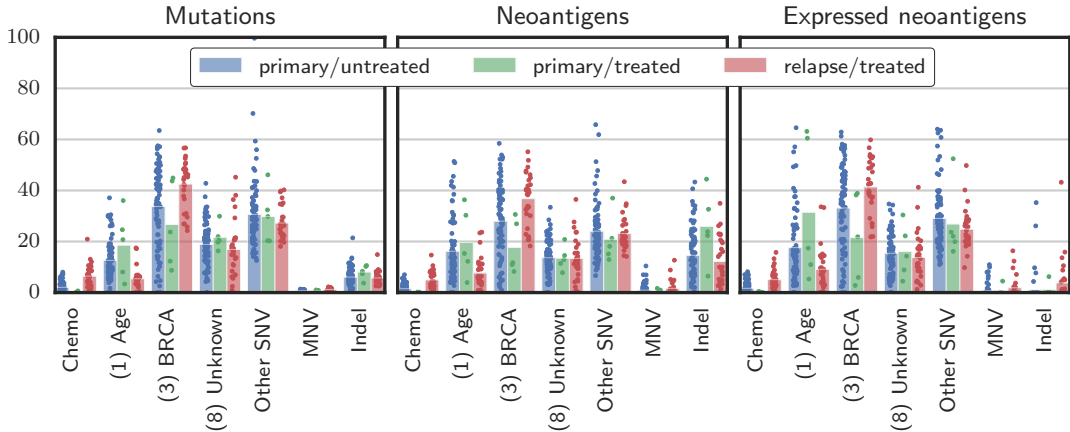 Mutations Neoantigens Expressed neoantigens
primary/untreated primary/treated relapse/treated
100
80
60
40
20
0
Chemo (1) Age (3) BRCA (8) Unknown Other SNV MNV Indel
Chemo (1) Age (3) BRCA (8) Unknown Other SNV MNV Indel
Chemo (1) Age (3) BRCA (8) Unknown Other SNV MNV Indel